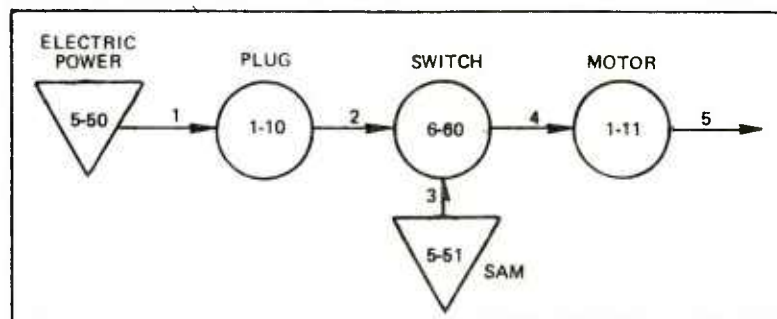 ELECTRIC
POWER
PLUG
SWITCH
MOTOR
5-50
1
1-10
2
6-60
4
1-11
5
3
5-51
SAM